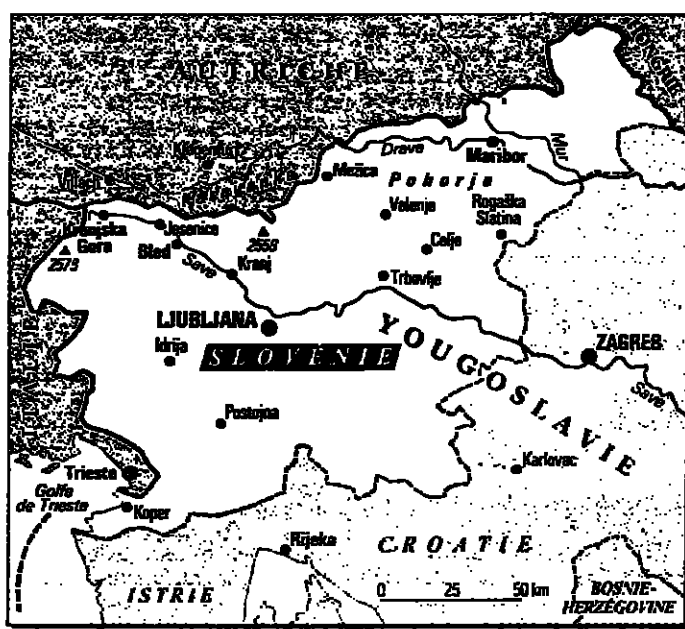 AUTRICHE
HONGRIE
Drave
Maribor
Mur
Mežica
Pohorje
Velenje
Rogaška
Slatina
Celje
Trbovlje
Kranjska
Gora
2579
Jesenice
Bled
2558
Save
Kranj
LJUBLJANA
Idrija
SLOVÉNIE
YOUGOSLAVIE
ZAGREB
Save
Postojna
Karlovac
Trieste
Golfe
de Trieste
Koper
Rijeka
CROATIE
ISTRIE
0 25 50 km
BOSNIE-
HERZÉGOVINE